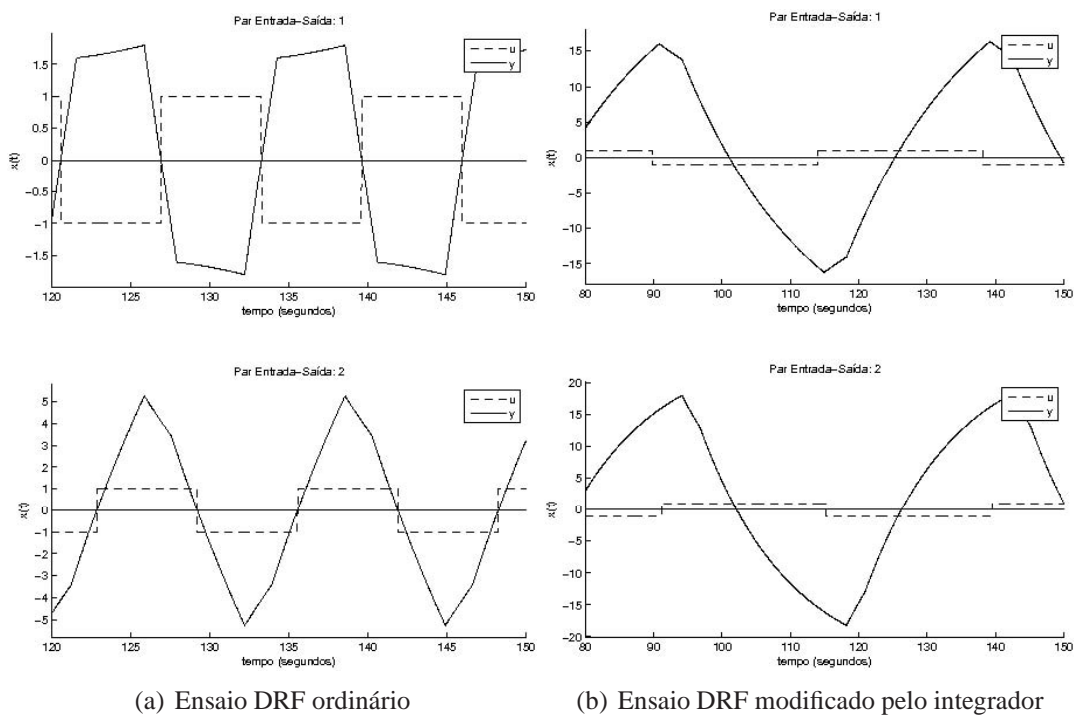 Par Entrada–Saída: 1
u
y
x(t)
1.5
1
0.5
0
−0.5
−1
−1.5
120
125
130
135
140
145
150
tempo (segundos)
Par Entrada–Saída: 1
u
y
x(t)
15
10
5
0
−5
−10
−15
80
90
100
110
120
130
140
150
tempo (segundos)
Par Entrada–Saída: 2
u
y
x(t)
5
4
3
2
1
0
−1
−2
−3
−4
−5
120
125
130
135
140
145
150
tempo (segundos)
Par Entrada–Saída: 2
u
y
x(t)
20
15
10
5
0
−5
−10
−15
−20
80
90
100
110
120
130
140
150
tempo (segundos)
(a) Ensaio DRF ordinário
(b) Ensaio DRF modificado pelo integrador